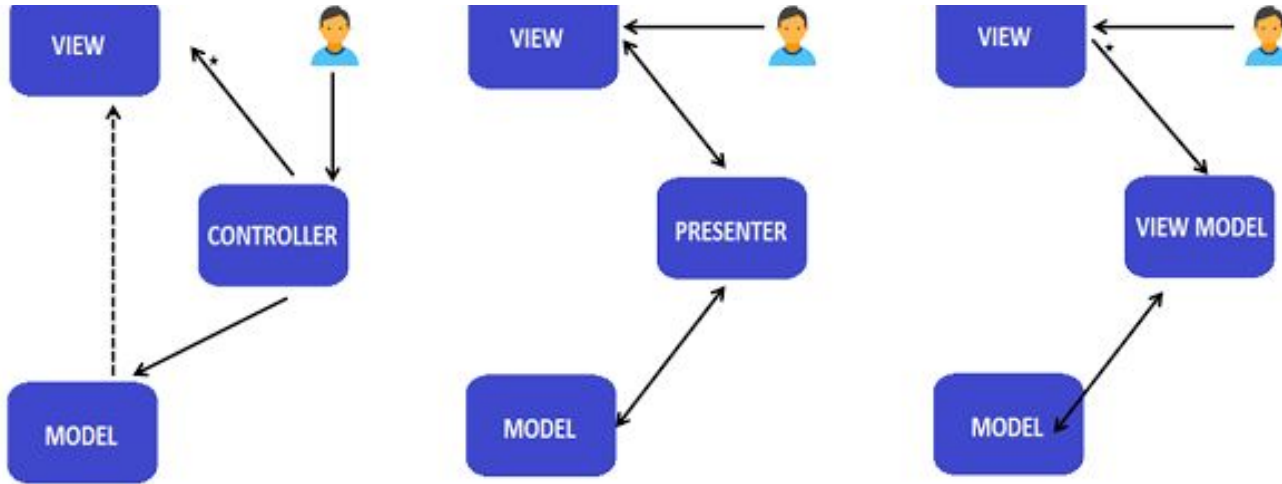 VIEW
*
CONTROLLER
MODEL
VIEW
PRESENTER
MODEL
VIEW
*
VIEW MODEL
MODEL